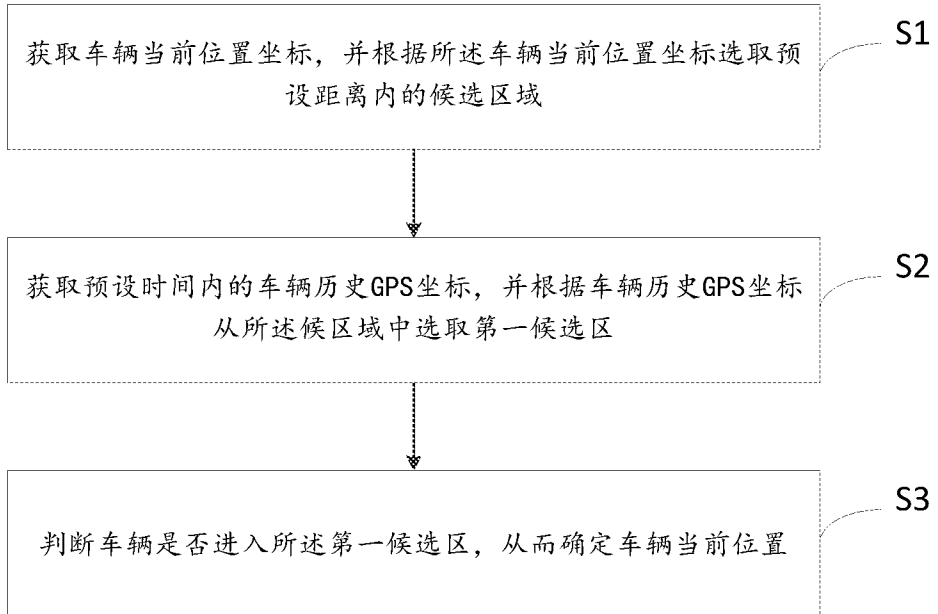 获取车辆当前位置坐标，并根据所述车辆当前位置坐标选取预
设距离内的候选区域
S1
获取预设时间内的车辆历史GPS坐标，并根据车辆历史GPS坐标
从所述候区域中选取第一候选区
S2
判断车辆是否进入所述第一候选区，从而确定车辆当前位置
S3